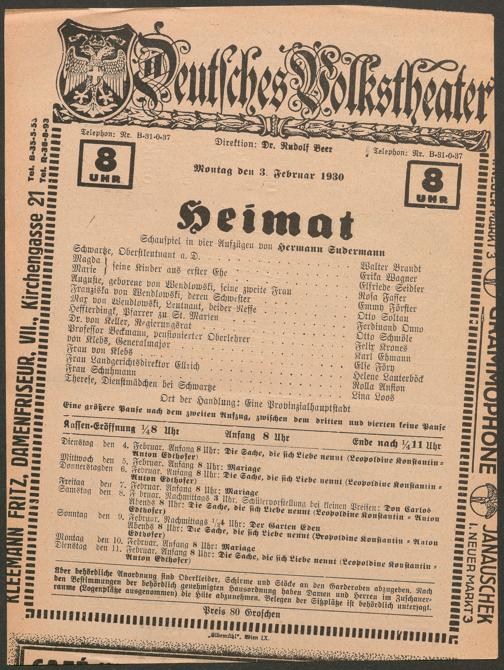 Deutsches Volkstheater
Telephon: Nr. B-31-0-37
Direktion: Dr. Rudolf Beer
Telephon: Nr. B-31-0-37
8 UHR
Montag den 3. Februar 1930
8 UHR
Heimat
Schauspiel in vier Aufzügen von Hermann Sudermann
Schwartze, Oberstleutnant a. D. Walter Brandt
Magda } seine Kinder aus erster Ehe Erika Wagner
Marie } Elfriede Seidler
Auguste, geborene von Wendlowski, seine zweite Frau Rosa Fasser
Franziska von Wendlowski, deren Schwester Emmy Förster
Max von Wendlowski, Leutnant, beider Neffe Otto Soltau
Heffterdingt, Pfarrer zu St. Marien Ferdinand Onno
Dr. von Keller, Regierungsrat Otto Schmöle
Professor Beckmann, pensionierter Oberlehrer Felix Krones
von Klebs, Generalmajor Karl Ehmann
Frau von Klebs Else Föry
Frau Landgerichtsdirektor Ellrich Helene Lauterböck
Frau Schuhmann
Therese, Dienstmädchen bei Schwartze Lina Loos
Ort der Handlung: Eine Provinzialhauptstadt
Eine größere Pause nach dem zweiten Aufzug, zwischen dem dritten und vierten keine Pause
Kassen-Eröffnung ¼8 Uhr Anfang 8 Uhr Ende nach ¼11 Uhr
Dienstag den 4. Februar. Anfang 8 Uhr: Die Sache, die sich Liebe nennt (Leopoldine Konstantin =
Anton Edthofer)
Mittwoch den 5. Februar. Anfang 8 Uhr: Mariage
Donnerstag den 6. Februar. Anfang 8 Uhr: Die Sache, die sich Liebe nennt (Leopoldine Konstantin =
Anton Edthofer)
Freitag den 7. Februar. Anfang 8 Uhr: Mariage
Samstag den 8. Februar. Nachmittags 3 Uhr. Schülervorstellung bei kleinen Preisen: Don Carlos
Abends 8 Uhr: Die Sache, die sich Liebe nennt (Leopoldine Konstantin = Anton
Edthofer)
Sonntag den 9. Februar. Nachmittags ¼4 Uhr: Der Garten Eden
Abends 8 Uhr: Die Sache, die sich Liebe nennt (Leopoldine Konstantin = Anton
Edthofer)
Montag den 10. Februar. Anfang 8 Uhr: Mariage
Dienstag den 11. Februar. Anfang 8 Uhr: Die Sache, die sich Liebe nennt (Leopoldine Konstantin =
Anton Edthofer)
Über behördliche Anordnung sind Oberkleider, Schirme und Stöcke an den Garderoben abzugeben. Nach
den Bestimmungen der behördlich genehmigten Hausordnung haben Damen und Herren im Zuschauer-
raume (Logenplätze ausgenommen) die Hüte abzunehmen. Belegen der Sitzplätze ist behördlich untersagt.
Preis 80 Groschen
„Elbemühl“, Wien IX.
KLEEMANN FRITZ, DAMENFRISEUR, VII., Kirchengasse 21
GRAMMOPHONE
JANAUSCHEK
I. NEUER MARKT 3